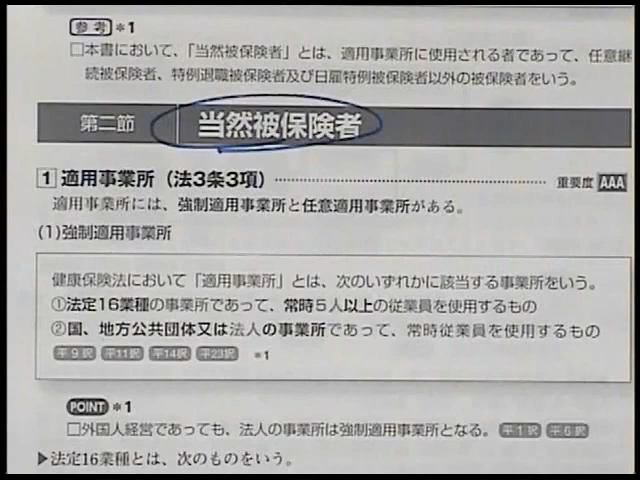 参考 *1
□本書において、「当然被保険者」とは、適用事業所に使用される者であって、任意継
続被保険者、特例退職被保険者及び日雇特例被保険者以外の被保険者をいう。
第二節 当然被保険者
1 適用事業所（法3条3項） 重要度 AAA
適用事業所には、強制適用事業所と任意適用事業所がある。
(1)強制適用事業所
健康保険法において「適用事業所」とは、次のいずれかに該当する事業所をいう。
①法定16業種の事業所であって、常時5人以上の従業員を使用するもの
②国、地方公共団体又は法人の事業所であって、常時従業員を使用するもの
平9択 平11択 平14択 平23択 *1
POINT *1
□外国人経営であっても、法人の事業所は強制適用事業所となる。 平1択 平6択
▶法定16業種とは、次のものをいう。